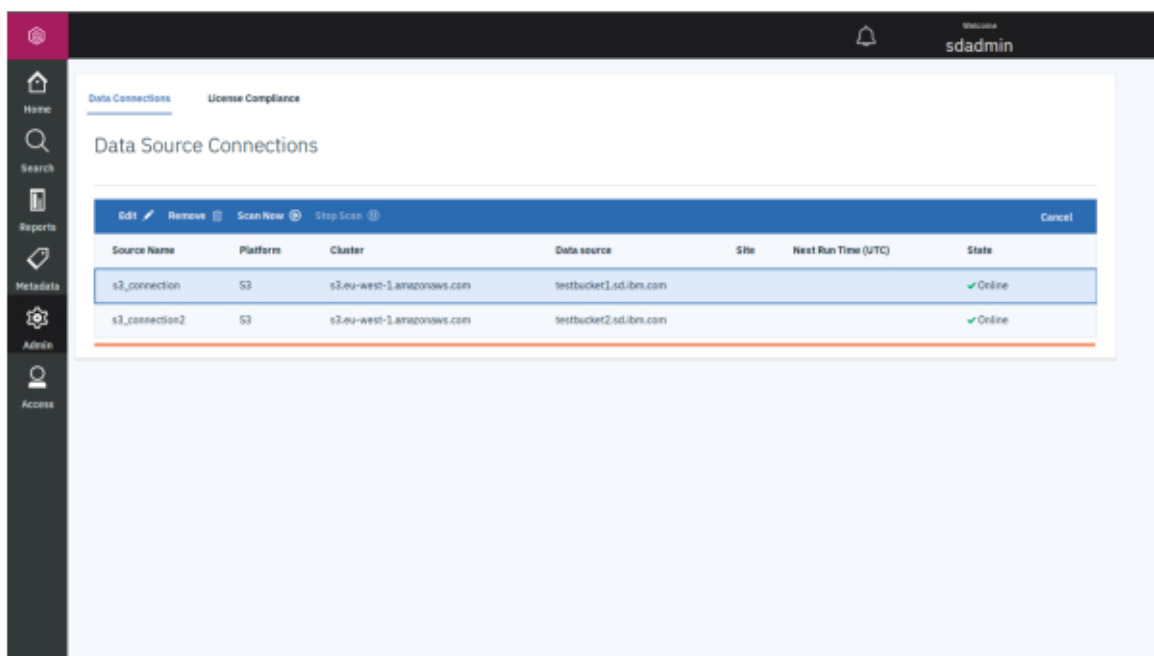 Welcome
sdadmin
Home
Search
Reports
Metadata
Admin
Access
Data Connections License Compliance
Data Source Connections
Edit Remove Scan Now Stop Scan Cancel
Source Name Platform Cluster Data source Site Next Run Time (UTC) State
s3_connection S3 s3.eu-west-1.amazonaws.com testbucket1.sd.ibm.com Online
s3_connection2 S3 s3.eu-west-1.amazonaws.com testbucket2.sd.ibm.com Online